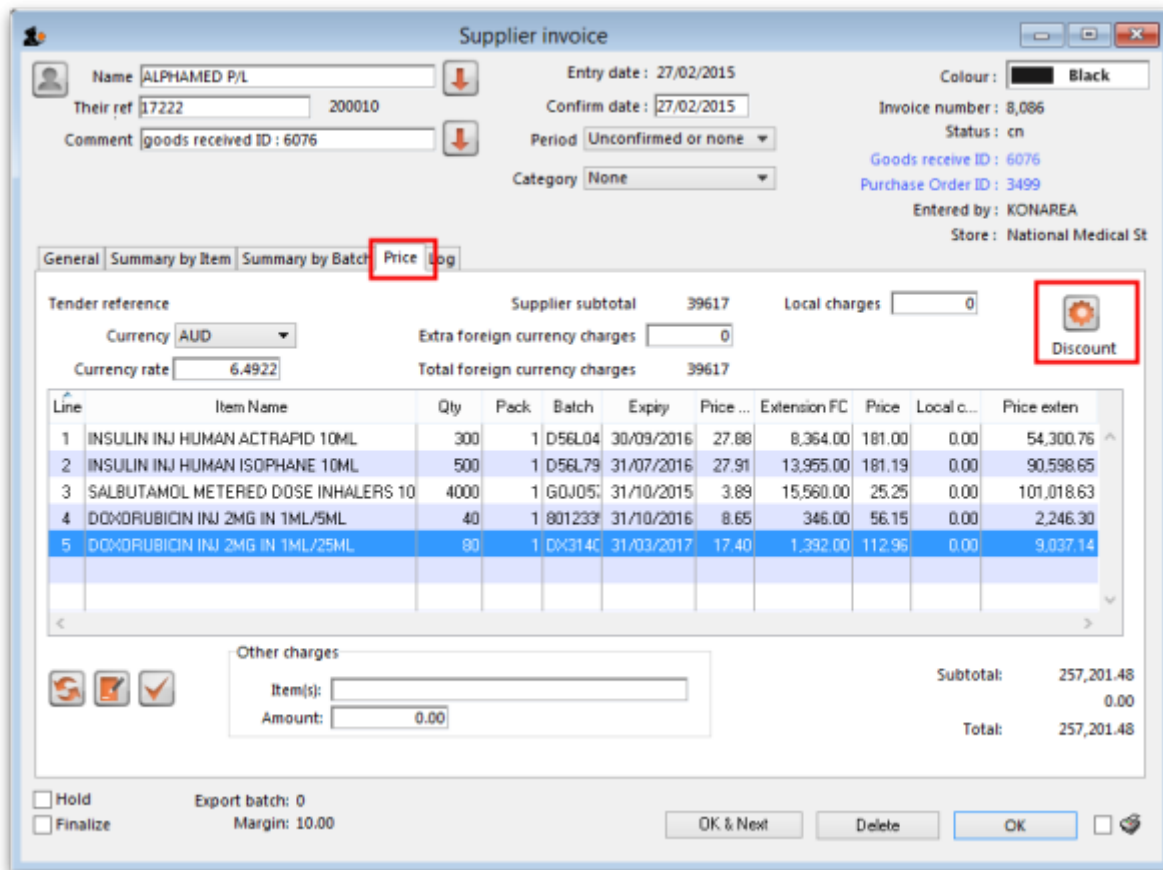 Supplier invoice
Name ALPHAMED P/L
Entry date : 27/02/2015
Colour : Black
Their ref 17222 200010
Confirm date : 27/02/2015
Invoice number : 8,086
Comment goods received ID : 6076
Period Unconfirmed or none
Status : cn
Goods receive ID : 6076
Category None
Purchase Order ID : 3499
Entered by : KONAREA
Store : National Medical St
General Summary by Item Summary by Batch Price Log
Tender reference Supplier subtotal 39617 Local charges 0
Currency AUD Extra foreign currency charges 0
Discount
Currency rate 6.4922 Total foreign currency charges 39617
Line Item Name Qty Pack Batch Expiry Price ... Extension FC Price Local c... Price exten
1 INSULIN INJ HUMAN ACTRAPID 10ML 300 1 D56L04 30/09/2016 27.88 8,364.00 181.00 0.00 54,300.76
2 INSULIN INJ HUMAN ISOPHANE 10ML 500 1 D56L79 31/07/2016 27.91 13,955.00 181.19 0.00 90,598.65
3 SALBUTAMOL METERED DOSE INHALERS 10 4000 1 31/10/2015 3.89 15,560.00 25.25 0.00 101,018.63
4 DOXORUBICIN INJ 2MG IN 1ML/5ML 40 1 31/10/2016 8.65 346.00 56.15 0.00 2,246.30
5 DOXORUBICIN INJ 2MG IN 1ML/25ML 80 1 31/03/2017 17.40 1,392.00 112.96 0.00 9,037.14
Other charges
Item(s):
Amount: 0.00
Subtotal: 257,201.48
0.00
Total: 257,201.48
Hold Export batch: 0
Finalize Margin: 10.00
OK & Next Delete OK